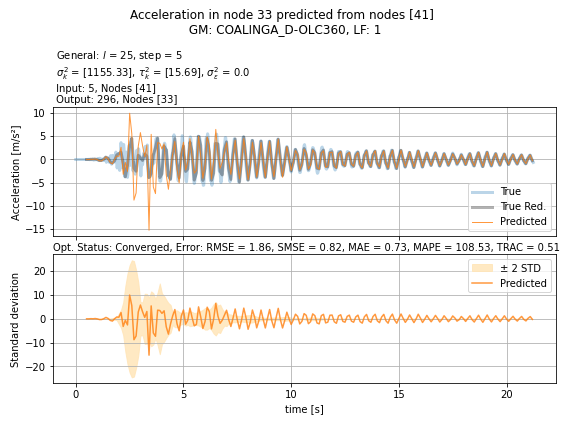 Acceleration in node 33 predicted from nodes [41]
GM: COALINGA_D-OLC360, LF: 1
General: l = 25, step = 5
σ²ₖ = [1155.33], τ²ₖ = [15.69], σ²_ε = 0.0
Input: 5, Nodes [41]
Output: 296, Nodes [33]
Acceleration [m/s²]
10
5
0
−5
−10
−15
True
True Red.
Predicted
Opt. Status: Converged, Error: RMSE = 1.86, SMSE = 0.82, MAE = 0.73, MAPE = 108.53, TRAC = 0.51
Standard deviation
20
10
0
−10
−20
± 2 STD
Predicted
0 5 10 15 20
time [s]